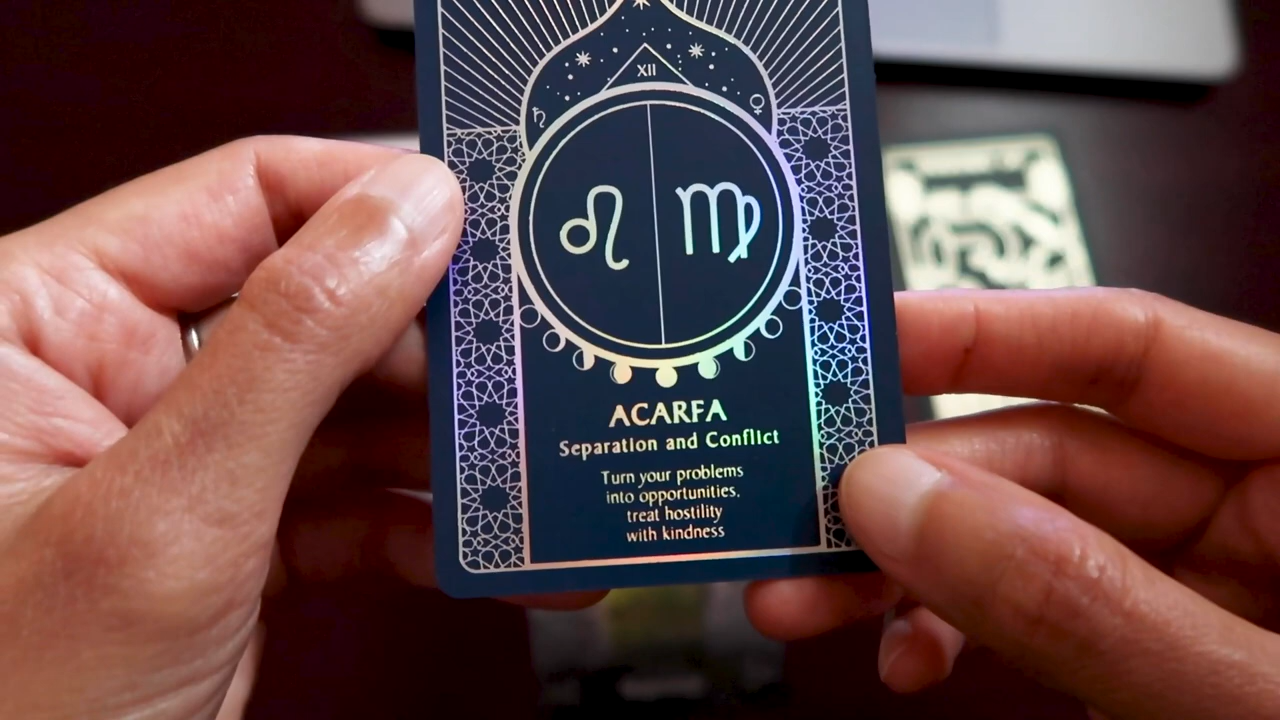 XII
ACARFA
Separation and Conflict
Turn your problems
into opportunities,
treat hostility
with kindness